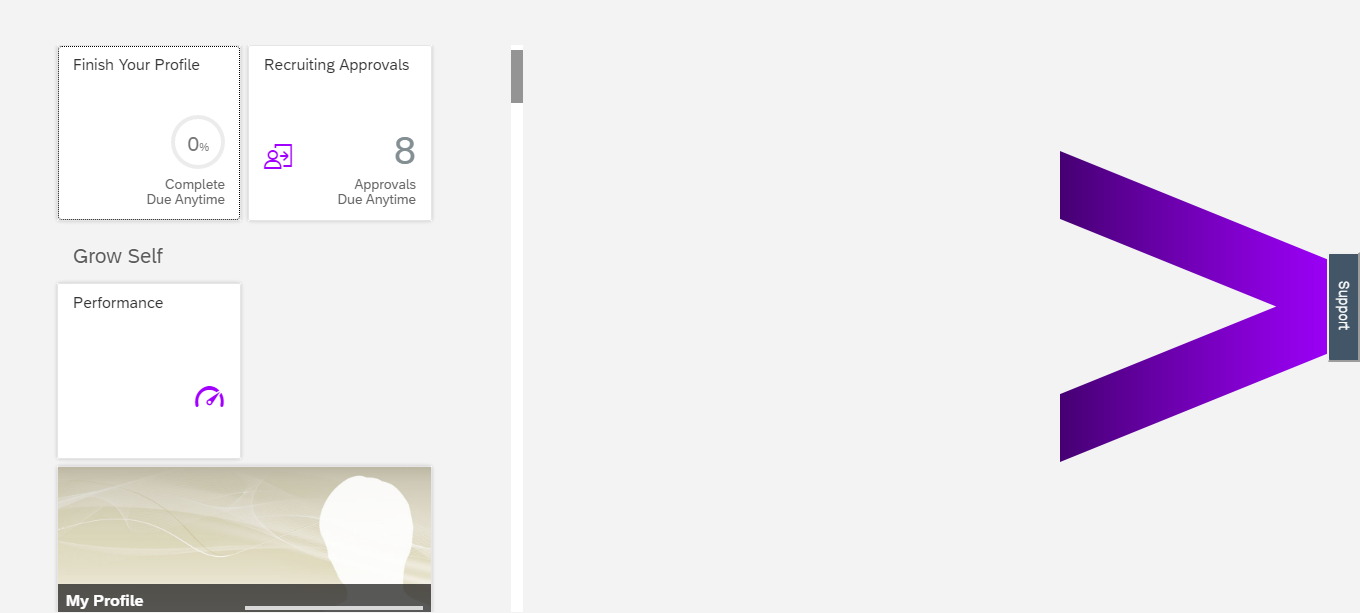 Finish Your Profile
0%
Complete
Due Anytime
Recruiting Approvals
8
Approvals
Due Anytime
Grow Self
Performance
My Profile
Support